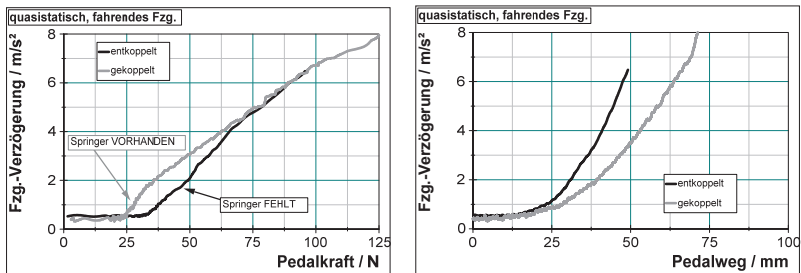 quasistatisch, fahrendes Fzg.
Fzg.-Verzögerung / m/s²
8
6
4
2
0
entkoppelt
gekoppelt
Springer VORHANDEN
Springer FEHLT
0 25 50 75 100 125
Pedalkraft / N
quasistatisch, fahrendes Fzg.
Fzg.-Verzögerung / m/s²
8
6
4
2
0
entkoppelt
gekoppelt
0 25 50 75 100
Pedalweg / mm